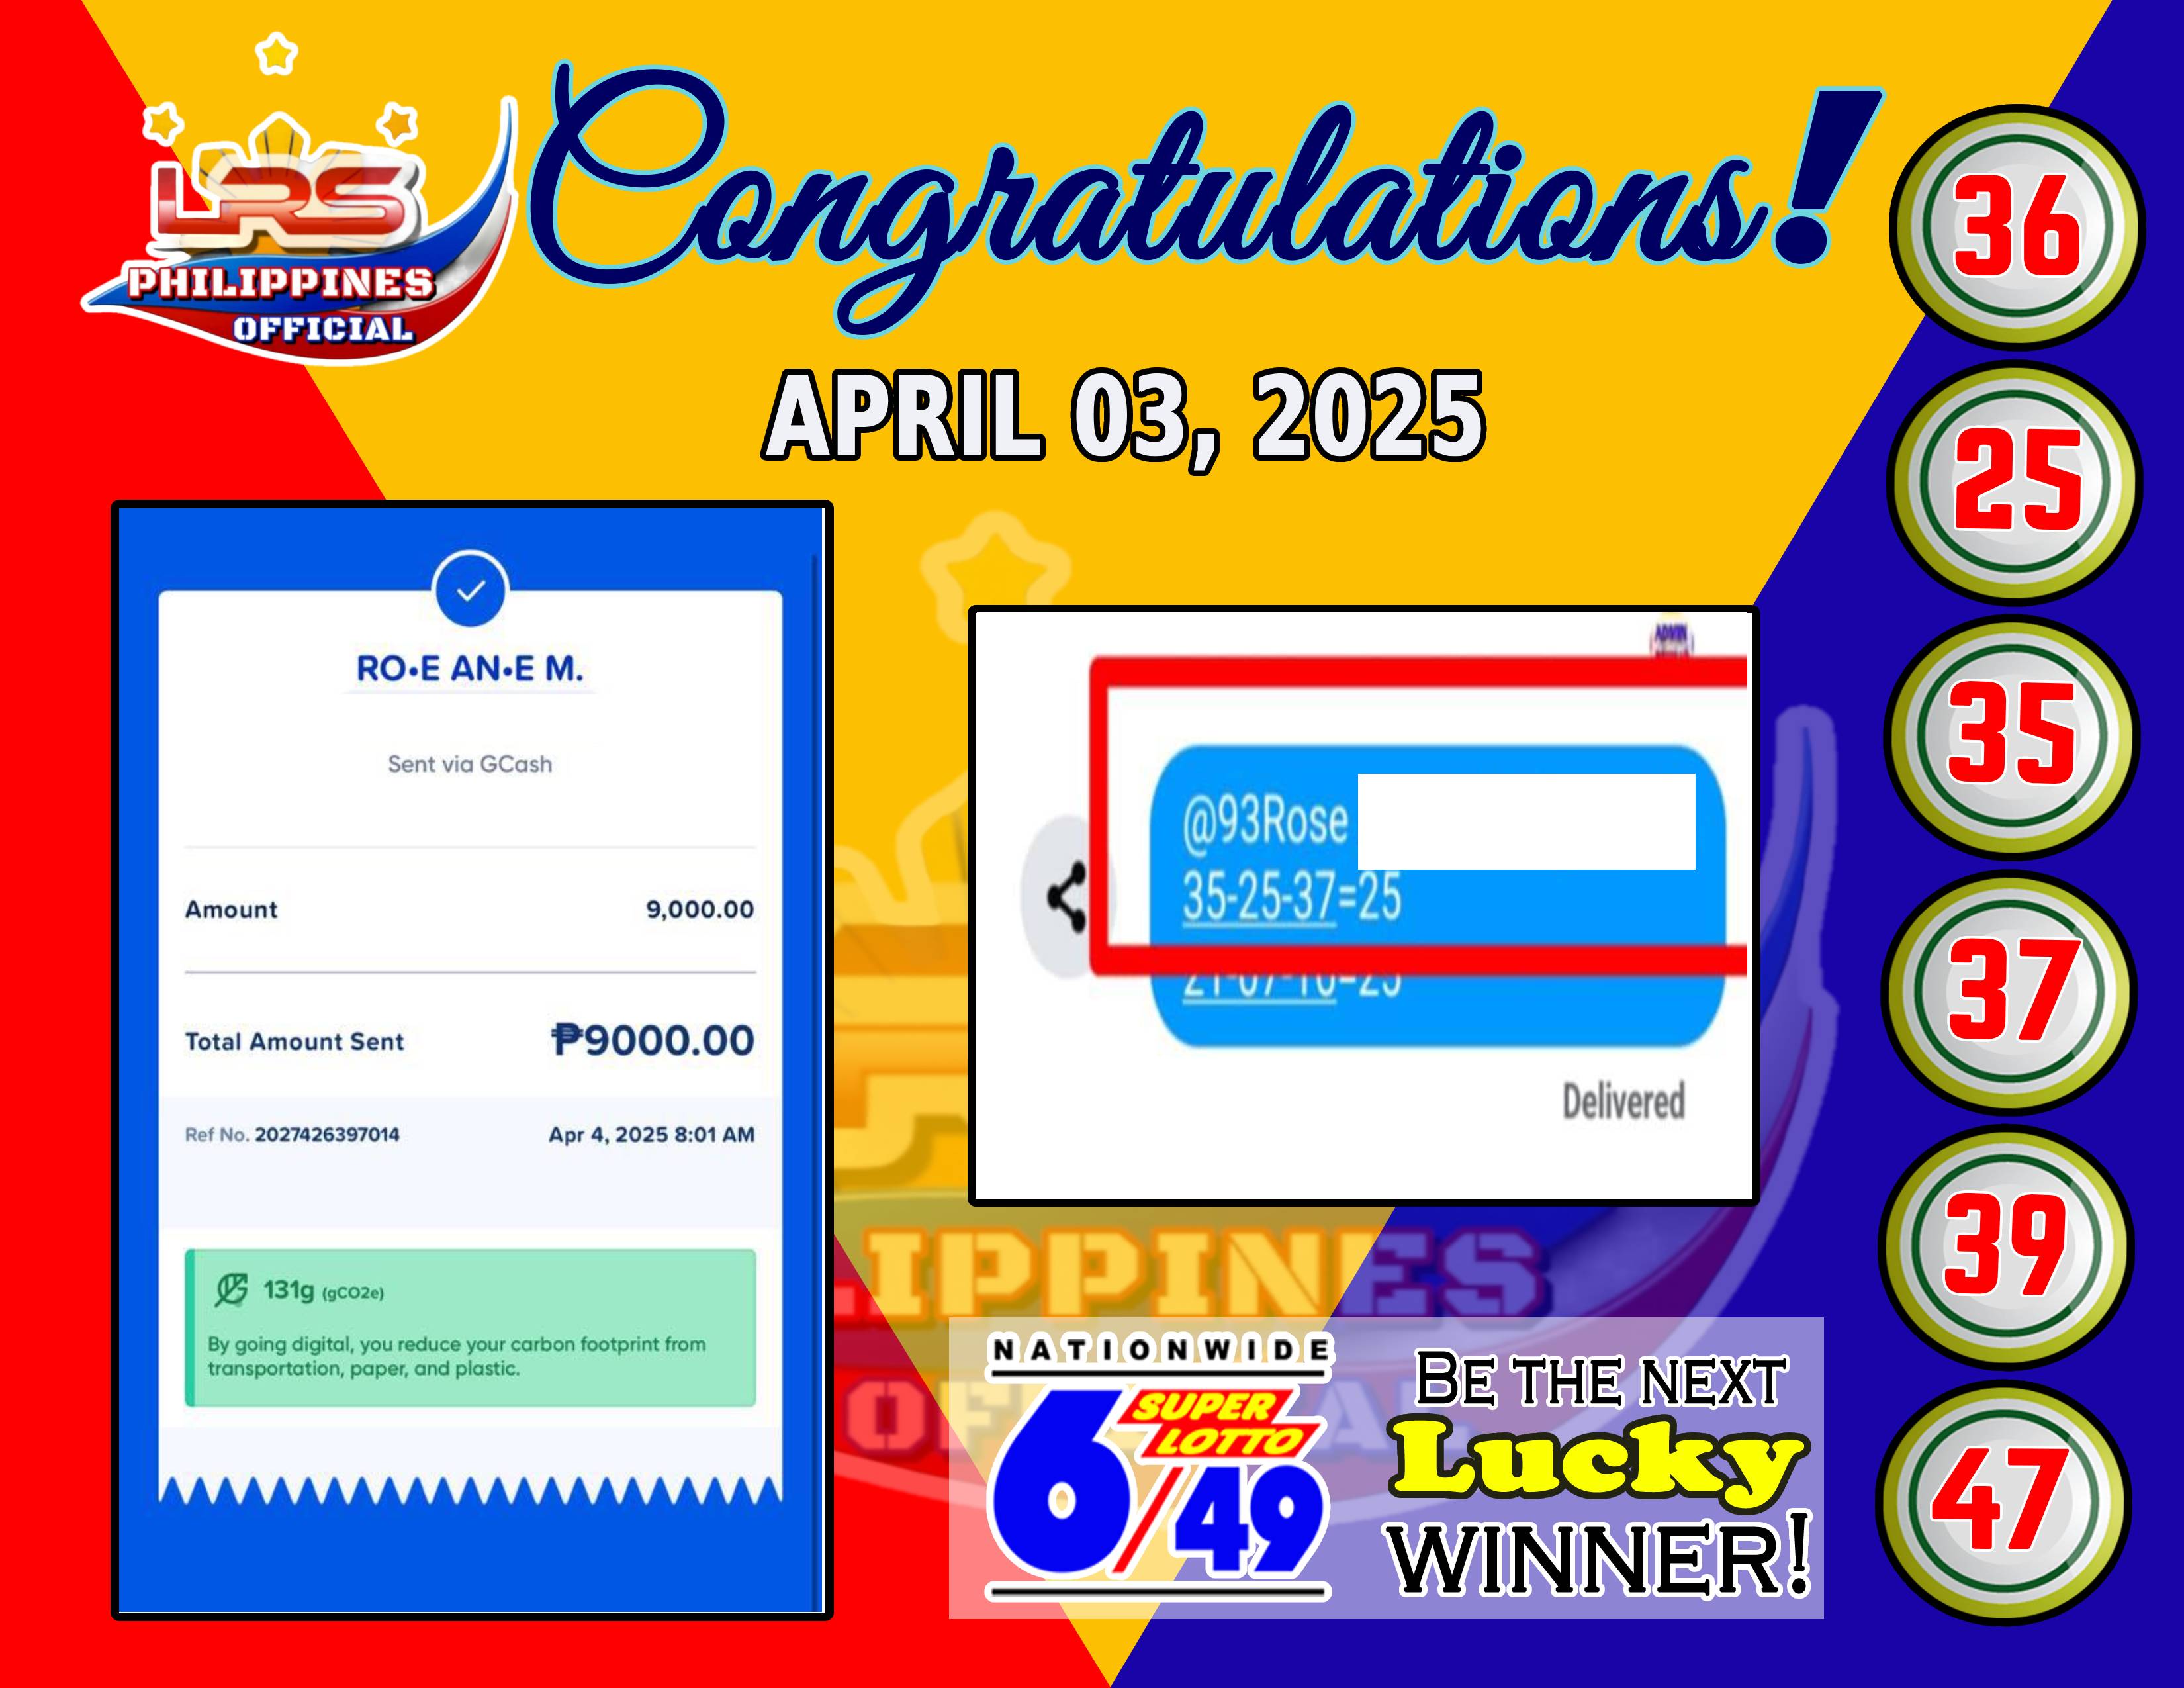 LRS
PHILIPPINES
OFFICIAL
Congratulations!
APRIL 03, 2025
RO•E AN•E M.
Sent via GCash
Amount 9,000.00
Total Amount Sent ₱9000.00
Ref No. 2027426397014 Apr 4, 2025 8:01 AM
131g (gCO2e)
By going digital, you reduce your carbon footprint from
transportation, paper, and plastic.
ADMIN
@93Rose
35-25-37=25
Delivered
NATIONWIDE
SUPER
LOTTO
6/49
BE THE NEXT
Lucky
WINNER!
36
25
35
37
39
47
IPPINES